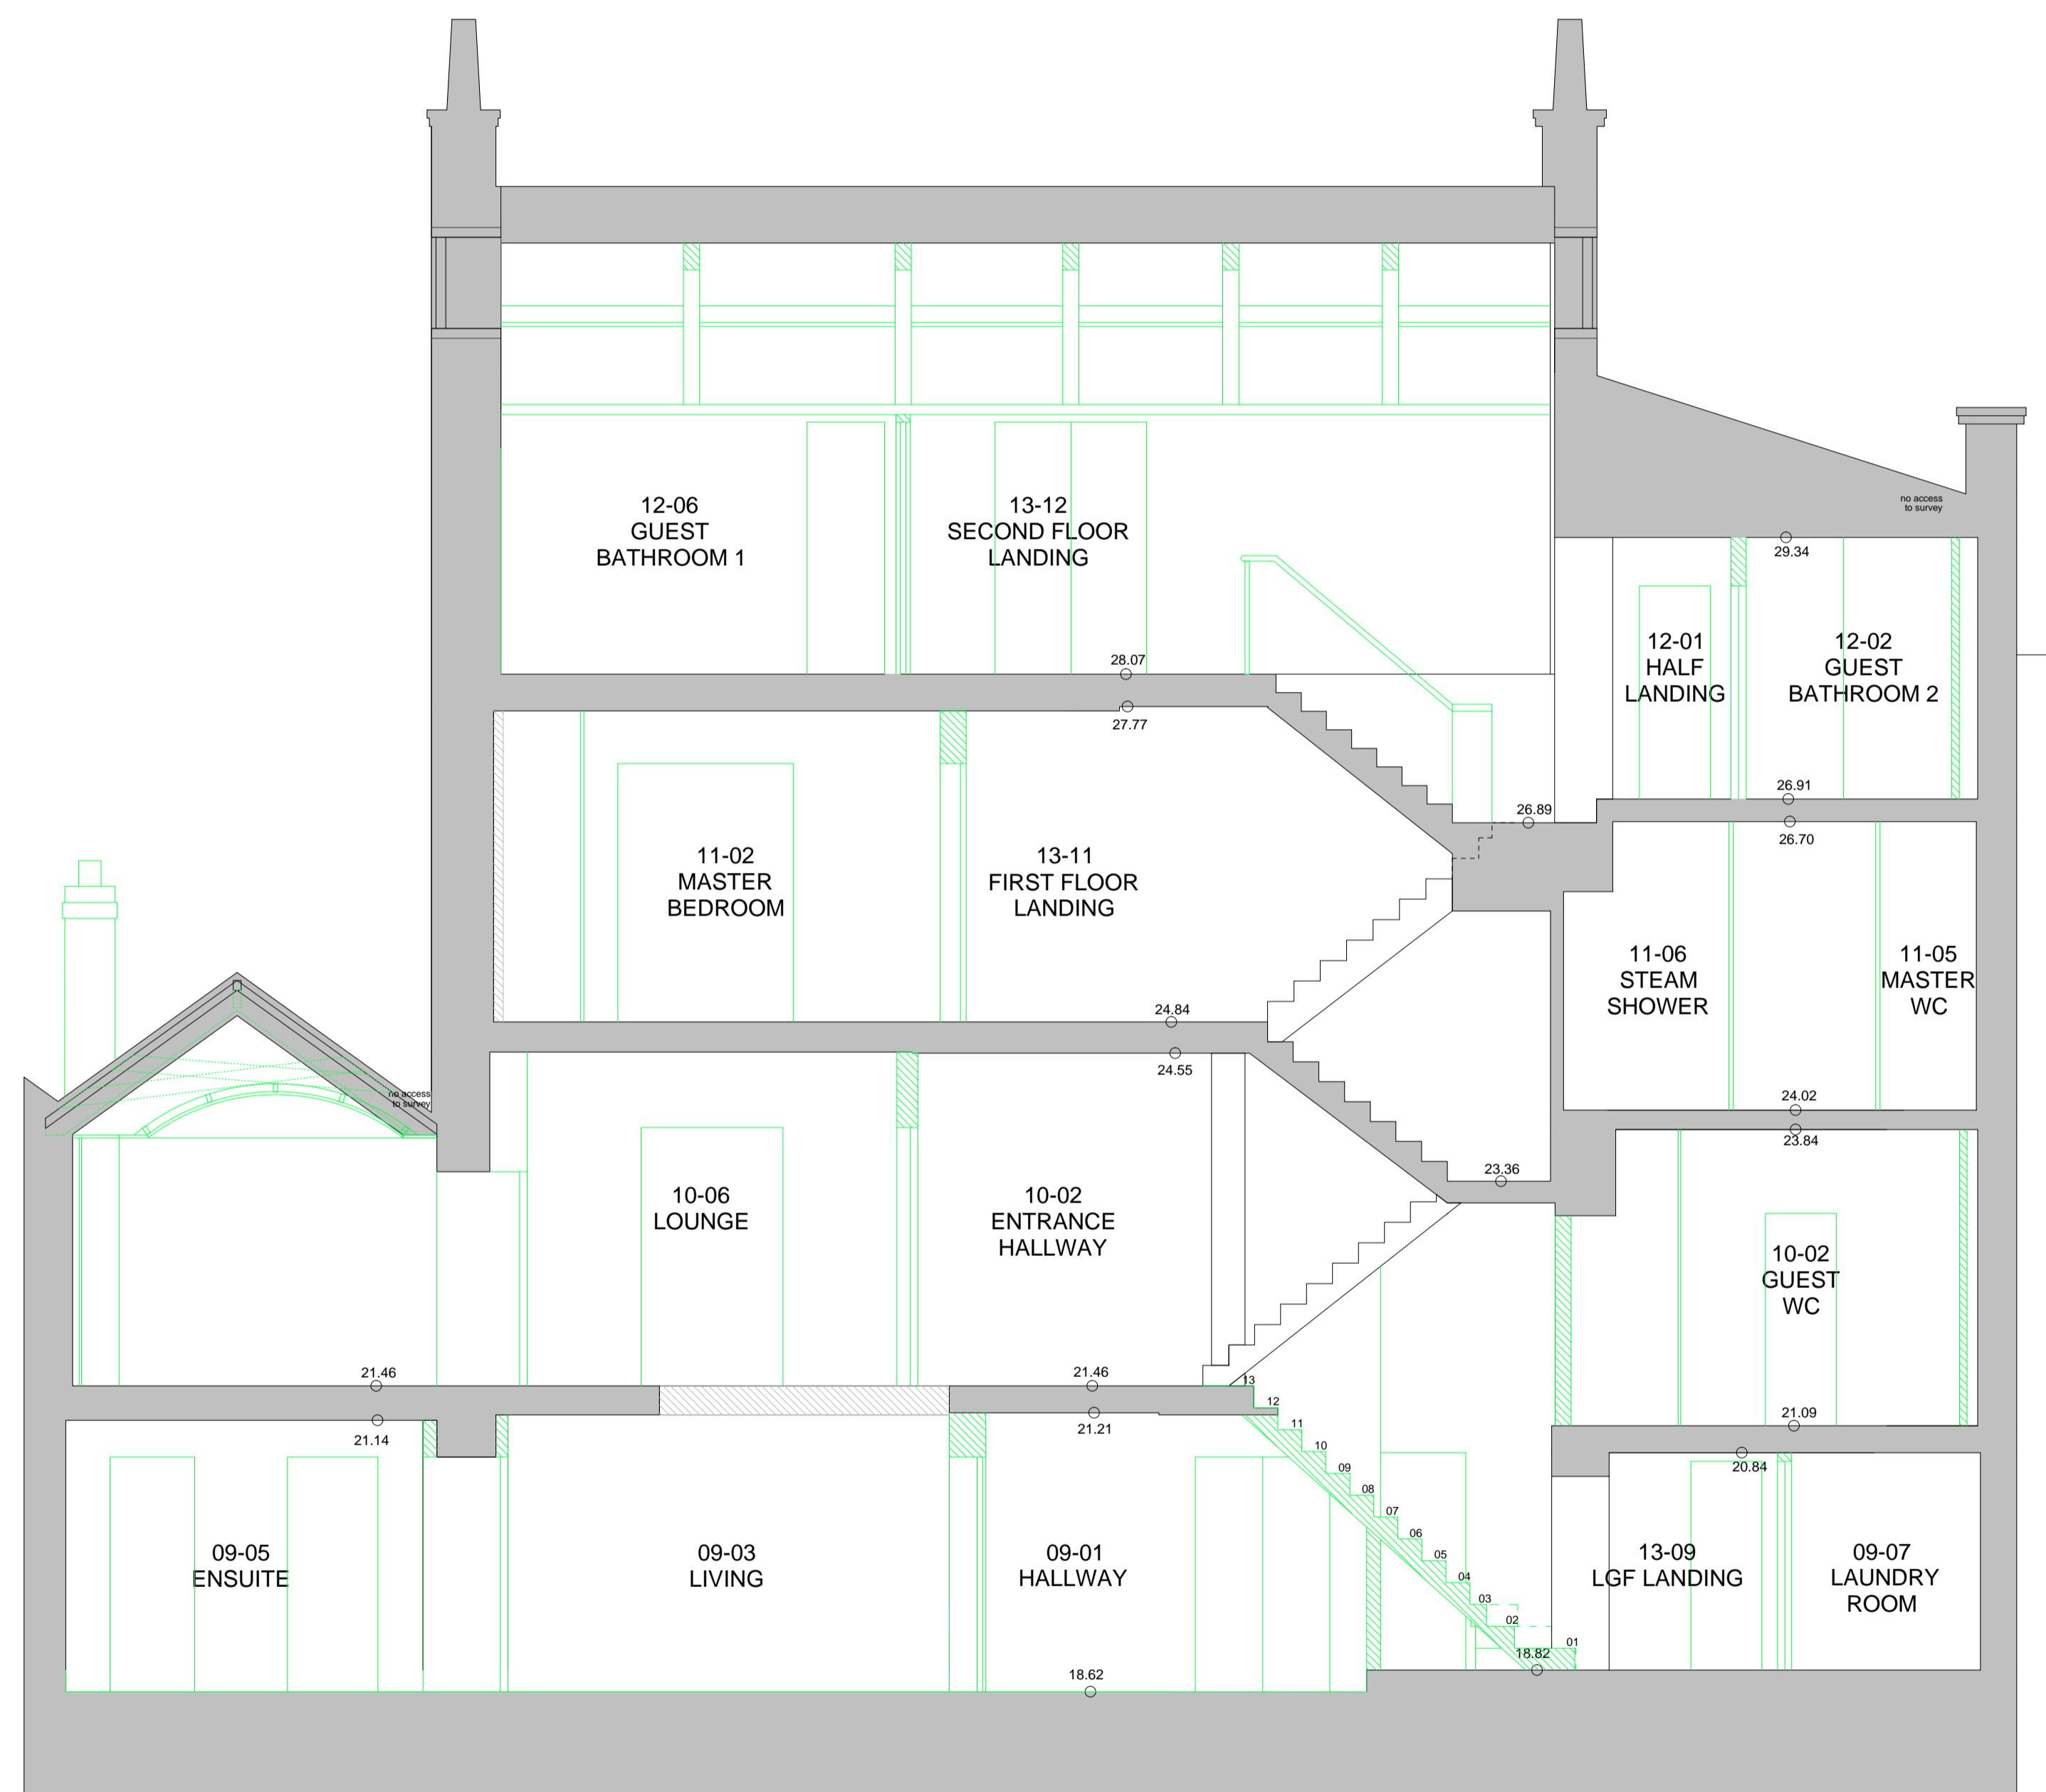 no access
to survey
12-06
GUEST
BATHROOM 1
13-12
SECOND FLOOR
LANDING
29.34
12-01
HALF
LANDING
12-02
GUEST
BATHROOM 2
28.07
27.77
26.91
26.89
26.70
11-02
MASTER
BEDROOM
13-11
FIRST FLOOR
LANDING
11-06
STEAM
SHOWER
11-05
MASTER
WC
24.84
24.55
no access
to survey
24.02
23.84
23.36
10-06
LOUNGE
10-02
ENTRANCE
HALLWAY
10-02
GUEST
WC
21.46
21.46
21.14
21.21
21.09
20.84
13
12
11
10
09
08
07
06
05
04
03
02
01
09-05
ENSUITE
09-03
LIVING
09-01
HALLWAY
13-09
LGF LANDING
09-07
LAUNDRY
ROOM
18.82
18.62